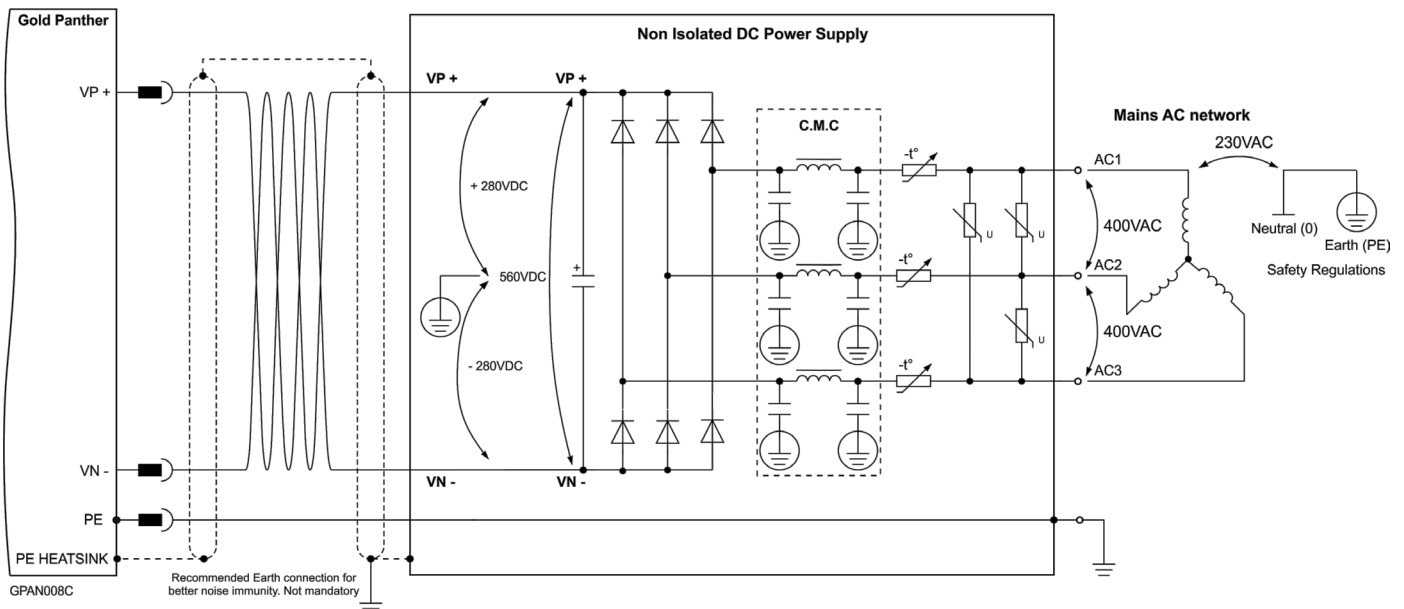 Gold Panther
Non Isolated DC Power Supply
VP +
VP +
VP +
C.M.C
Mains AC network
230VAC
-t°
AC1
+ 280VDC
U
U
400VAC
Neutral (0)
Earth (PE)
Safety Regulations
-t°
AC2
560VDC
+
U
400VAC
- 280VDC
-t°
AC3
VN -
VN -
VN -
PE
PE HEATSINK
Recommended Earth connection for
better noise immunity. Not mandatory
GPAN008C